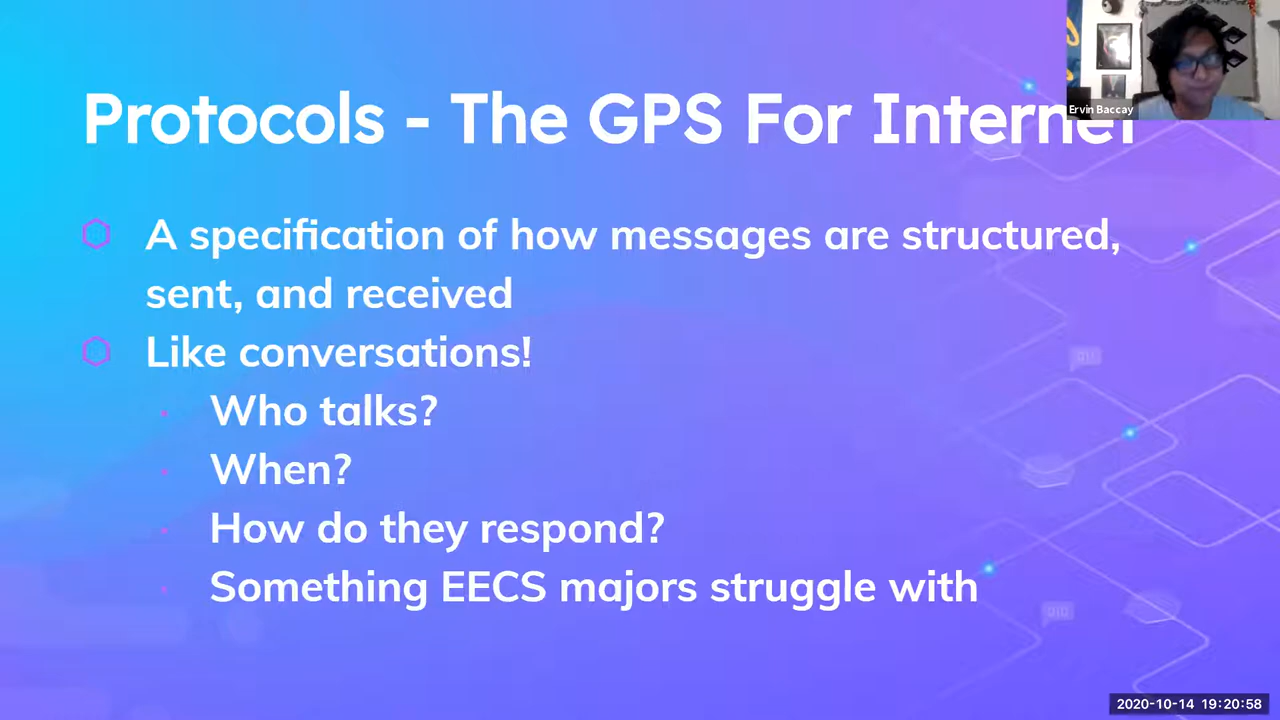 Protocols - The GPS For Internet
Ervin Baccay
A specification of how messages are structured,
sent, and received
Like conversations!
Who talks?
When?
How do they respond?
Something EECS majors struggle with
2020-10-14 19:20:58